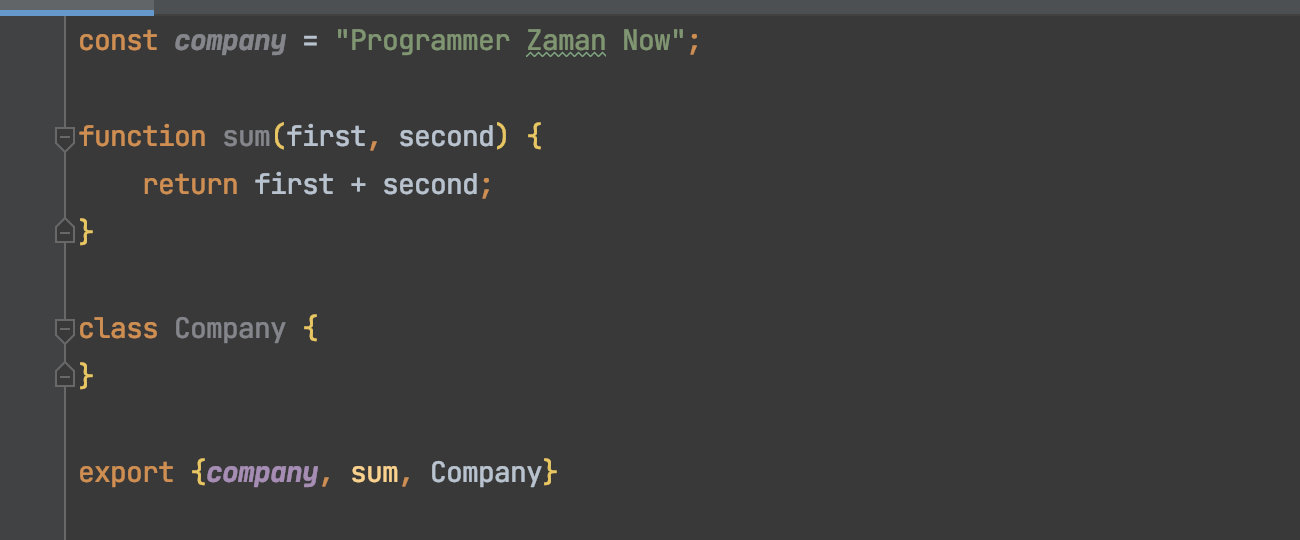 const company = "Programmer Zaman Now";
function sum(first, second) {
    return first + second;
}
class Company {
}
export {company, sum, Company}